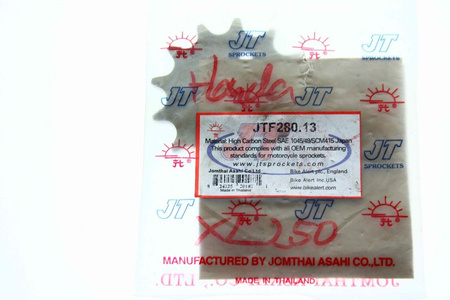 JT
SPROCKETS
JT
SPROCKETS
Honda
JT
JTF280.13
Material: High Carbon Steel SAE 1045/49/SCM415 Japan
This product complies with all OEM manufacturing
standards for motorcycle sprockets.
www.jtsprockets.com
Jomthai Asahi Co.Ltd
Bike Alert plc., England
Bike Alert Inc. USA
www.bikealert.com
Made in Thailand
JT
JT
XL250
MANUFACTURED BY JOMTHAI ASAHI CO.,LTD.
MADE IN THAILAND